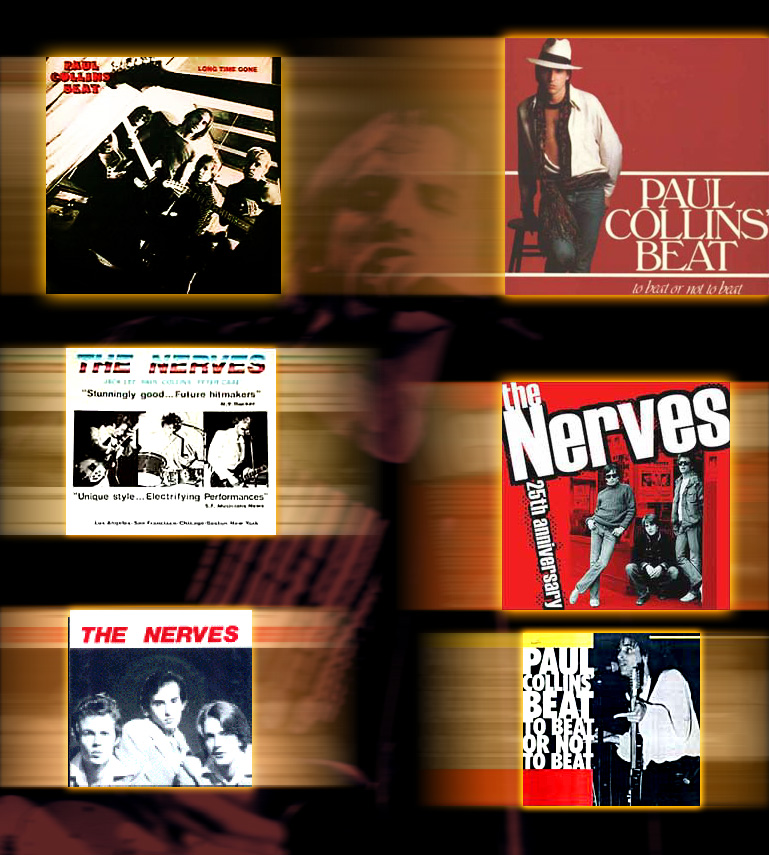 PAUL
COLLINS
BEAT
LONG TIME GONE
PAUL
COLLINS'
BEAT
to beat or not to beat
THE NERVES
JACK LEE PAUL COLLINS PETER CASE
"Stunningly good...Future hitmakers"
N.Y. Rocker
"Unique style...Electrifying Performances"
S.F. Musicians News
Los Angeles-San Francisco-Chicago-Boston-New York
the
Nerves
25th anniversary
THE NERVES
PAUL
COLLINS'
BEAT
TO BEAT
OR NOT
TO BEAT